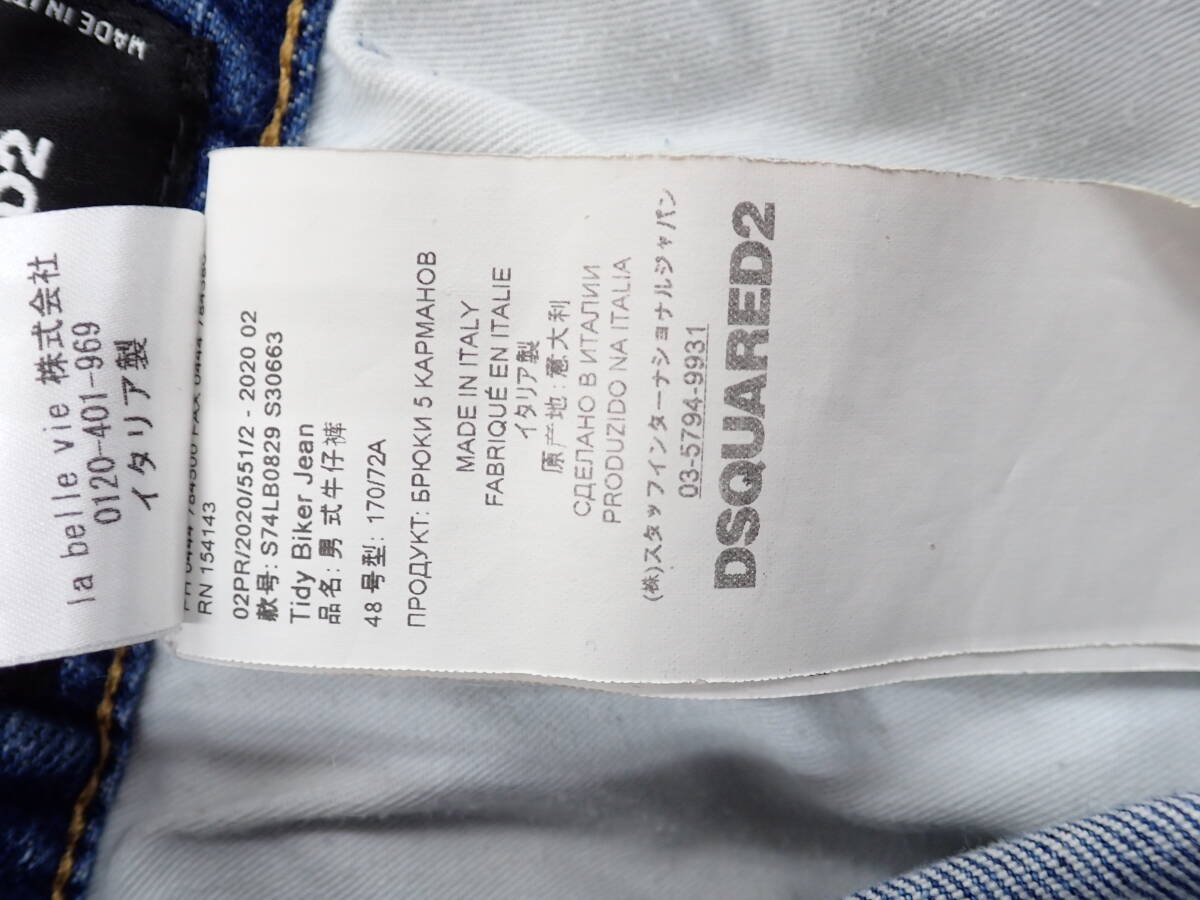 MADE IN
D2
la belle vie 株式会社
0120-401-969
イタリア製
RN 154143
02PR/2020/551/2 - 2020 02
款号: S74LB0829 S30663
Tidy Biker Jean
品名: 男式牛仔裤
48 号型: 170/72A
ПРОДУКТ: БРЮКИ 5 КАРМАНОВ
MADE IN ITALY
FABRIQUÉ EN ITALIE
イタリア製
原产地: 意大利
СДЕЛАНО В ИТАЛИИ
PRODUZIDO NA ITALIA
(株)スタッフインターナショナルジャパン
03-5794-9931
DSQUARED2